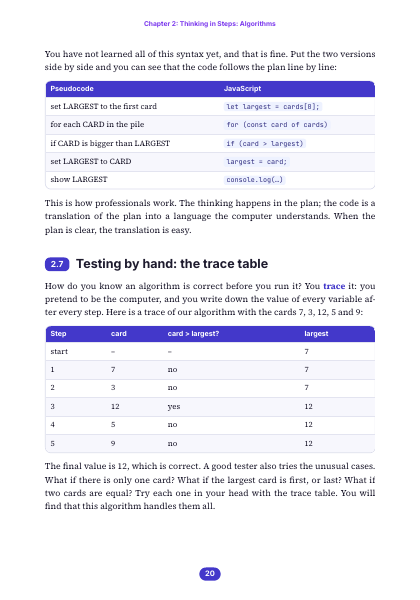 Chapter 2: Thinking in Steps: Algorithms
You have not learned all of this syntax yet, and that is fine. Put the two versions
side by side and you can see that the code follows the plan line by line:
Pseudocode JavaScript
set LARGEST to the first card let largest = cards[0];
for each CARD in the pile for (const card of cards)
if CARD is bigger than LARGEST if (card > largest)
set LARGEST to CARD largest = card;
show LARGEST console.log(…)
This is how professionals work. The thinking happens in the plan; the code is a
translation of the plan into a language the computer understands. When the
plan is clear, the translation is easy.
2.7 Testing by hand: the trace table
How do you know an algorithm is correct before you run it? You trace it: you
pretend to be the computer, and you write down the value of every variable af-
ter every step. Here is a trace of our algorithm with the cards 7, 3, 12, 5 and 9:
Step card card > largest? largest
start – – 7
1 7 no 7
2 3 no 7
3 12 yes 12
4 5 no 12
5 9 no 12
The final value is 12, which is correct. A good tester also tries the unusual cases.
What if there is only one card? What if the largest card is first, or last? What if
two cards are equal? Try each one in your head with the trace table. You will
find that this algorithm handles them all.
20